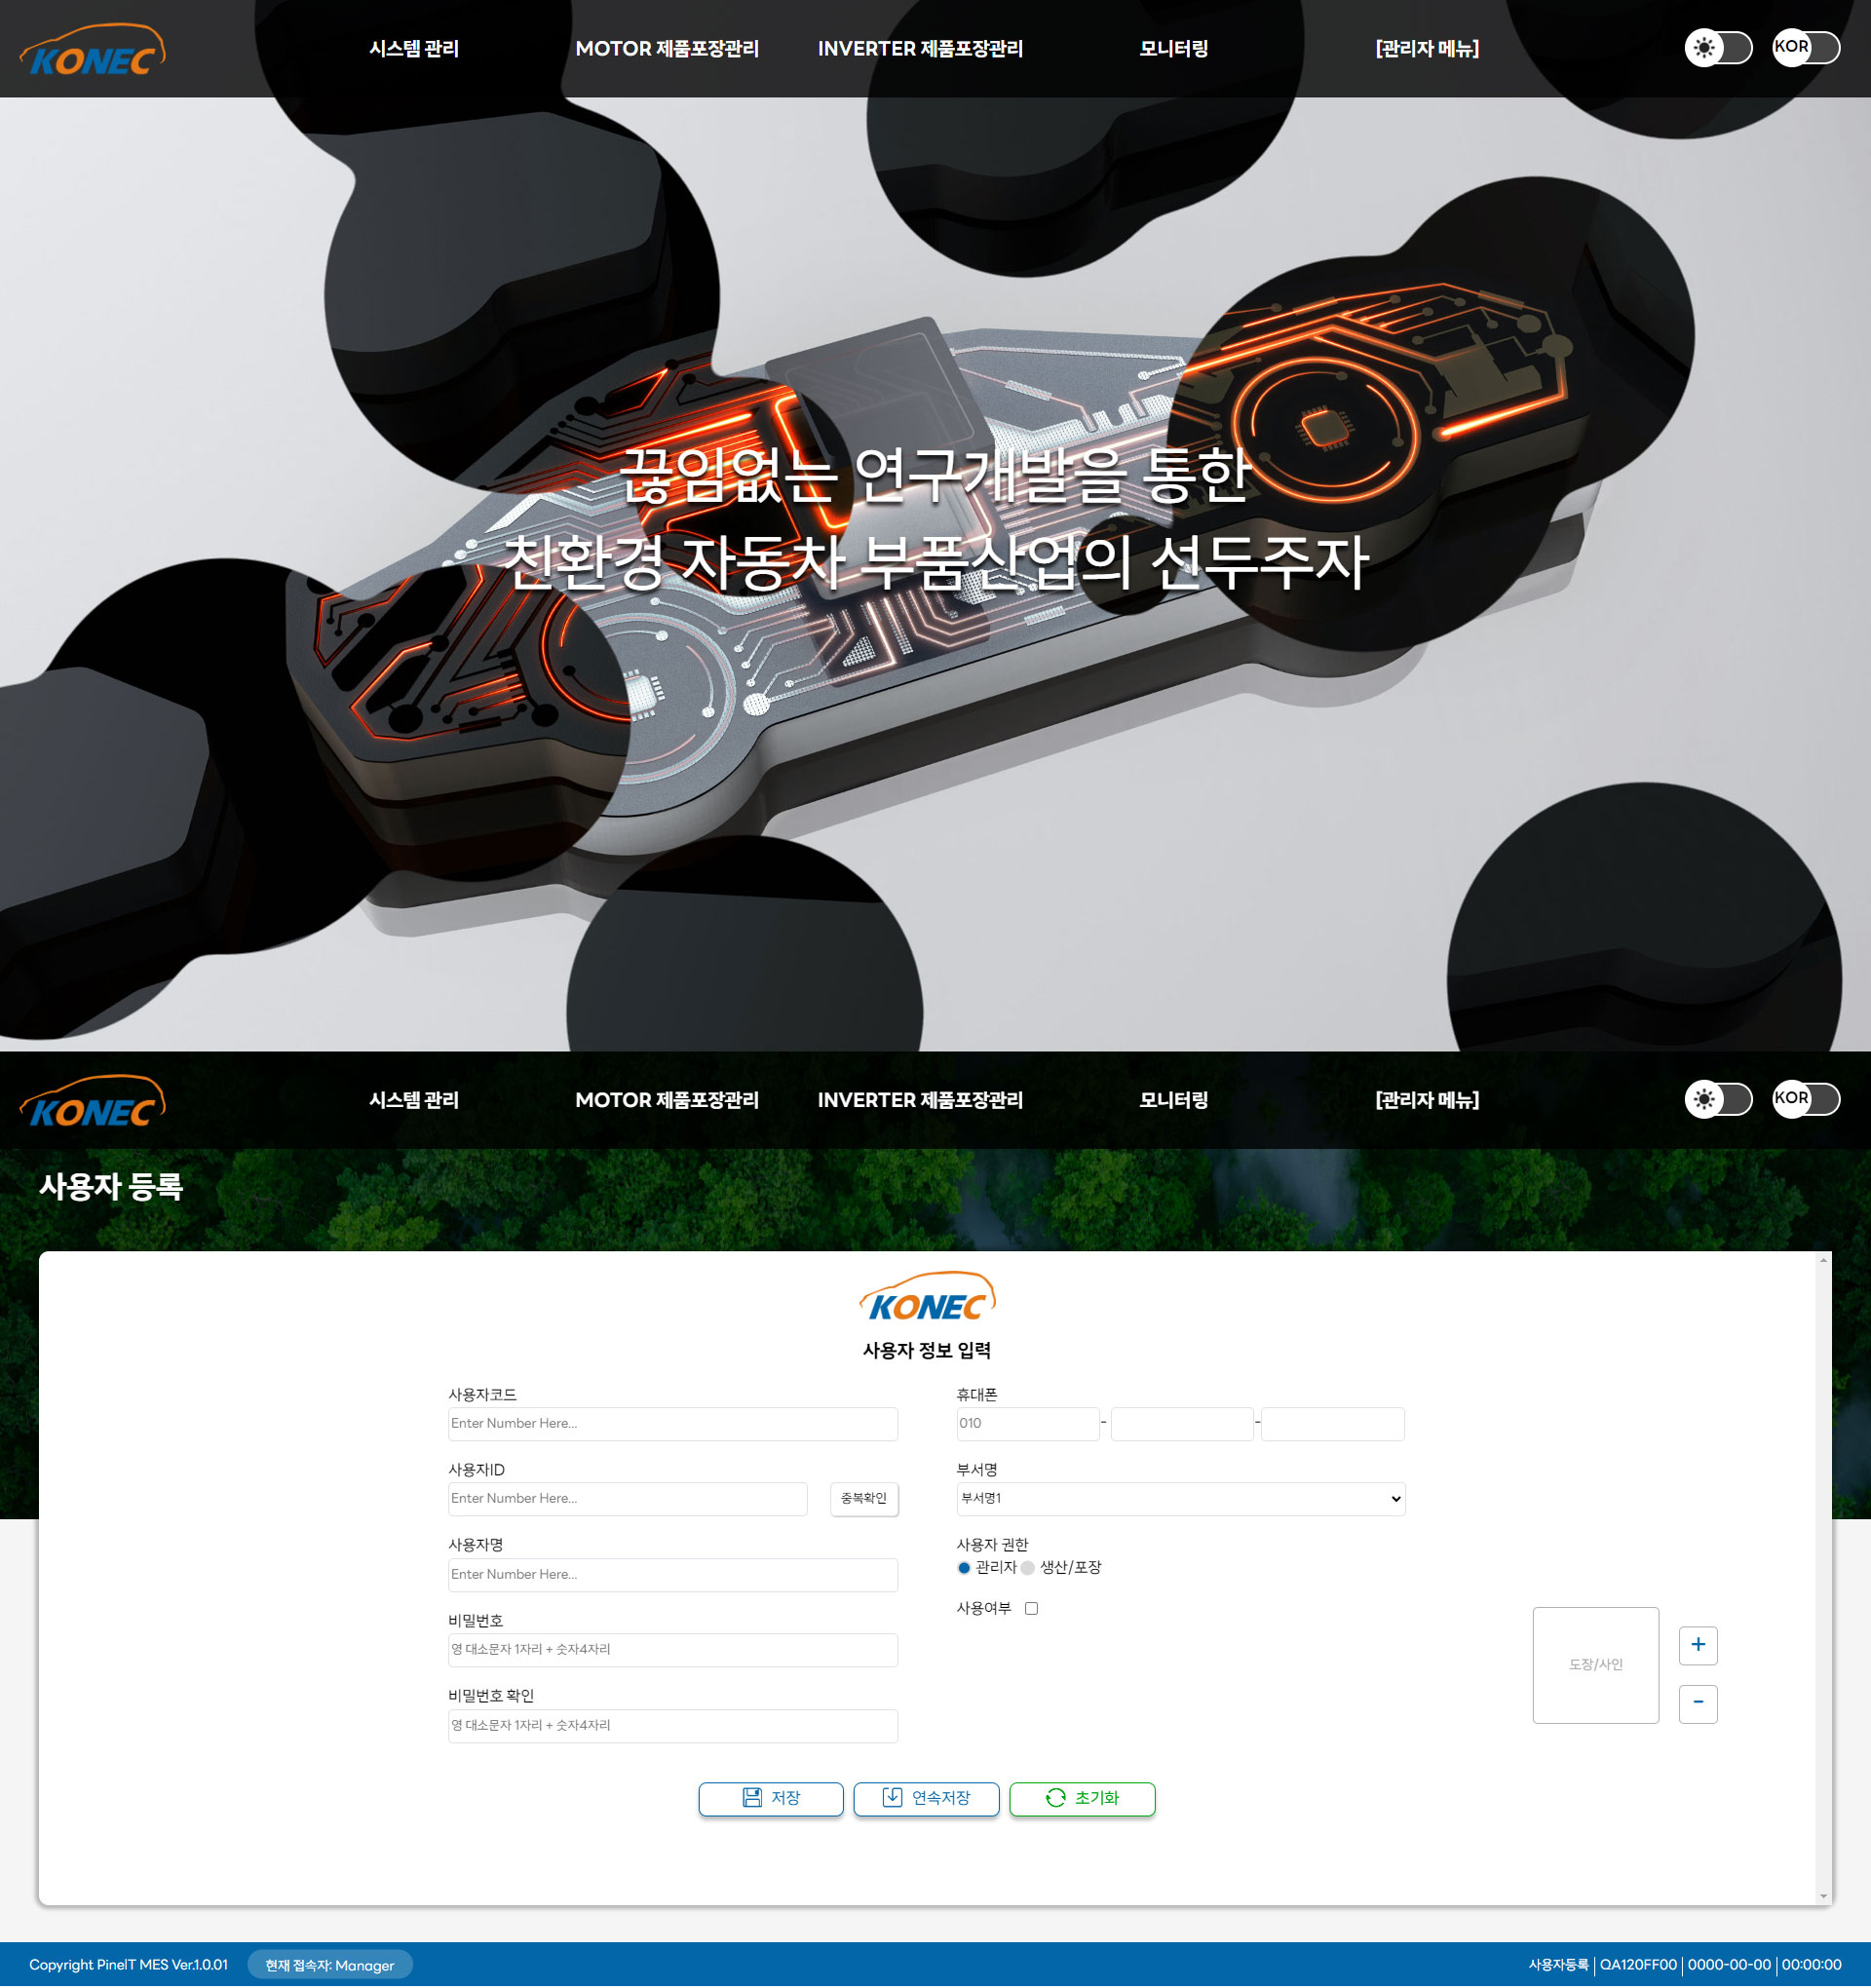 KONEC
시스템 관리 MOTOR 제품포장관리 INVERTER 제품포장관리 모니터링 [관리자 메뉴] KOR
끊임없는 연구개발을 통한
친환경 자동차 부품산업의 선두주자
KONEC
시스템 관리 MOTOR 제품포장관리 INVERTER 제품포장관리 모니터링 [관리자 메뉴] KOR
사용자 등록
KONEC
사용자 정보 입력
사용자코드
Enter Number Here...
사용자ID
Enter Number Here... 중복확인
사용자명
Enter Number Here...
비밀번호
영 대소문자 1자리 + 숫자4자리
비밀번호 확인
영 대소문자 1자리 + 숫자4자리
휴대폰
010 - -
부서명
부서명1
사용자 권한
관리자 생산/포장
사용여부
도장/사인
+
-
저장 연속저장 초기화
Copyright PineIT MES Ver.1.0.01 현재 접속자: Manager 사용자등록 | QA120FF00 | 0000-00-00 | 00:00:00